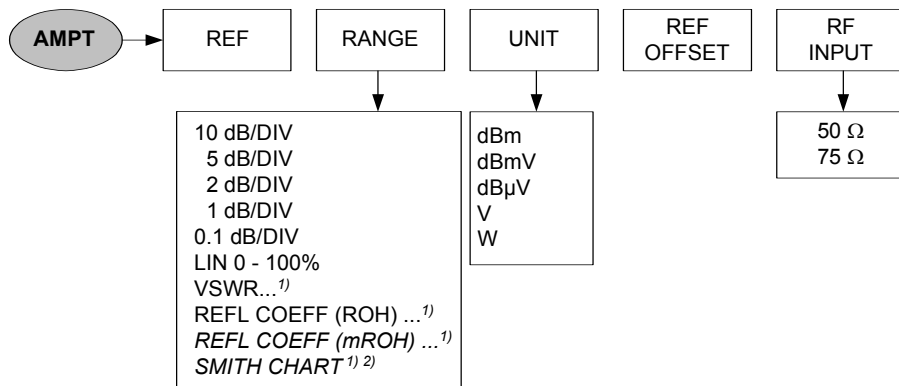 AMPT
REF
RANGE
UNIT
REF
OFFSET
RF
INPUT
10 dB/DIV
5 dB/DIV
2 dB/DIV
1 dB/DIV
0.1 dB/DIV
LIN 0 - 100%
VSWR...1)
REFL COEFF (ROH) ...1)
REFL COEFF (mROH) ...1)
SMITH CHART 1) 2)
dBm
dBmV
dBµV
V
W
50 Ω
75 Ω